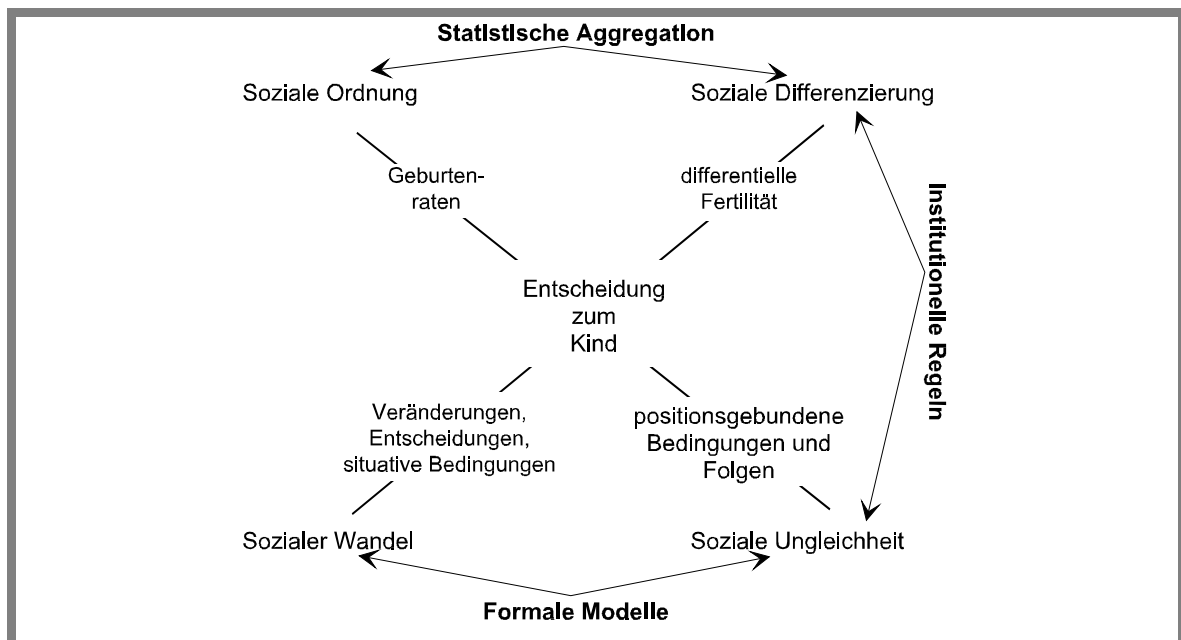 Statistische Aggregation
Soziale Ordnung
Soziale Differenzierung
Geburten-
raten
differentielle
Fertilität
Institutionelle Regeln
Entscheidung
zum
Kind
Veränderungen,
Entscheidungen,
situative Bedingungen
positionsgebundene
Bedingungen und
Folgen
Sozialer Wandel
Soziale Ungleichheit
Formale Modelle